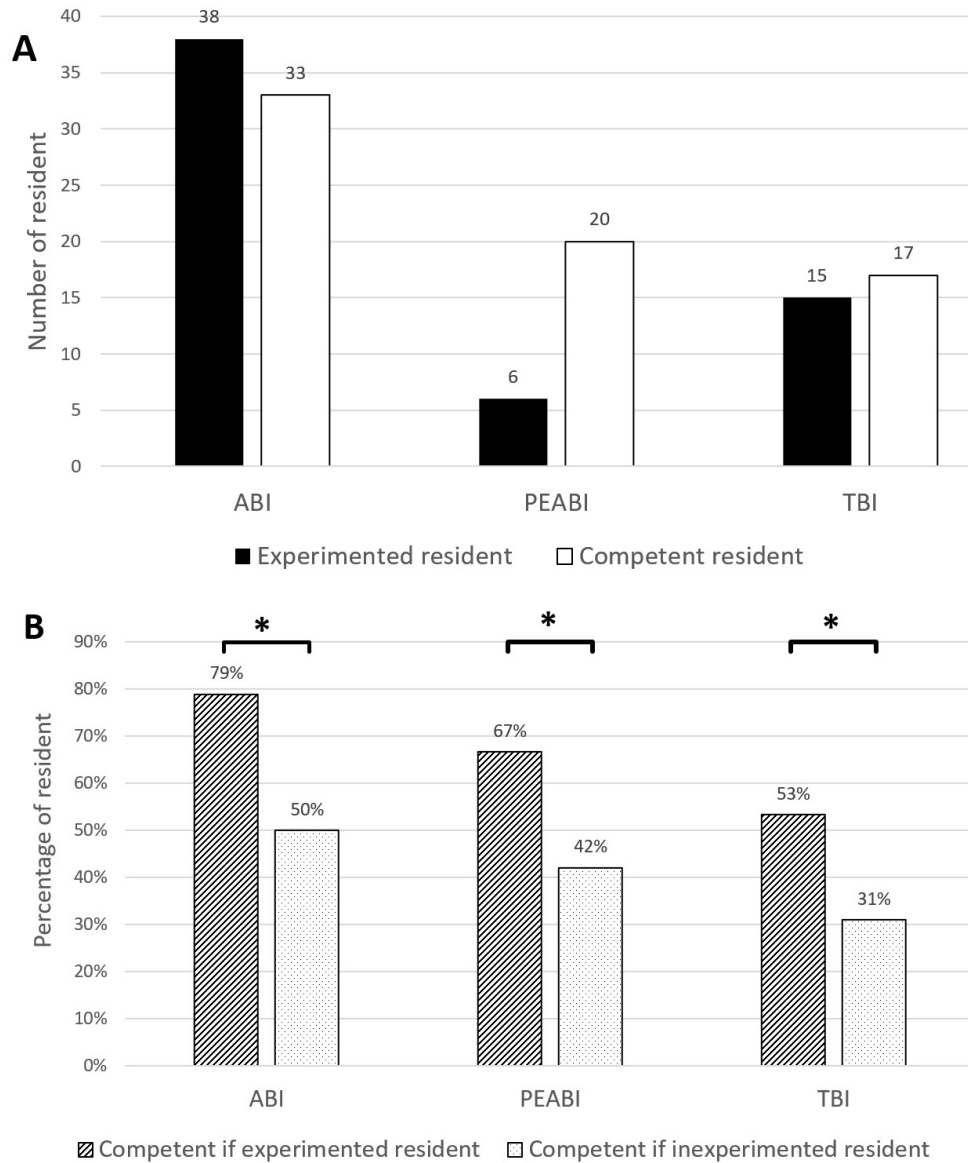 A
Number of resident
40
35
30
25
20
15
10
5
0
38
33
6
20
15
17
ABI
PEABI
TBI
Experimented resident
Competent resident
B
Percentage of resident
90%
80%
70%
60%
50%
40%
30%
20%
10%
0%
*
*
*
79%
50%
67%
42%
53%
31%
ABI
PEABI
TBI
Competent if experimented resident
Competent if inexperimented resident